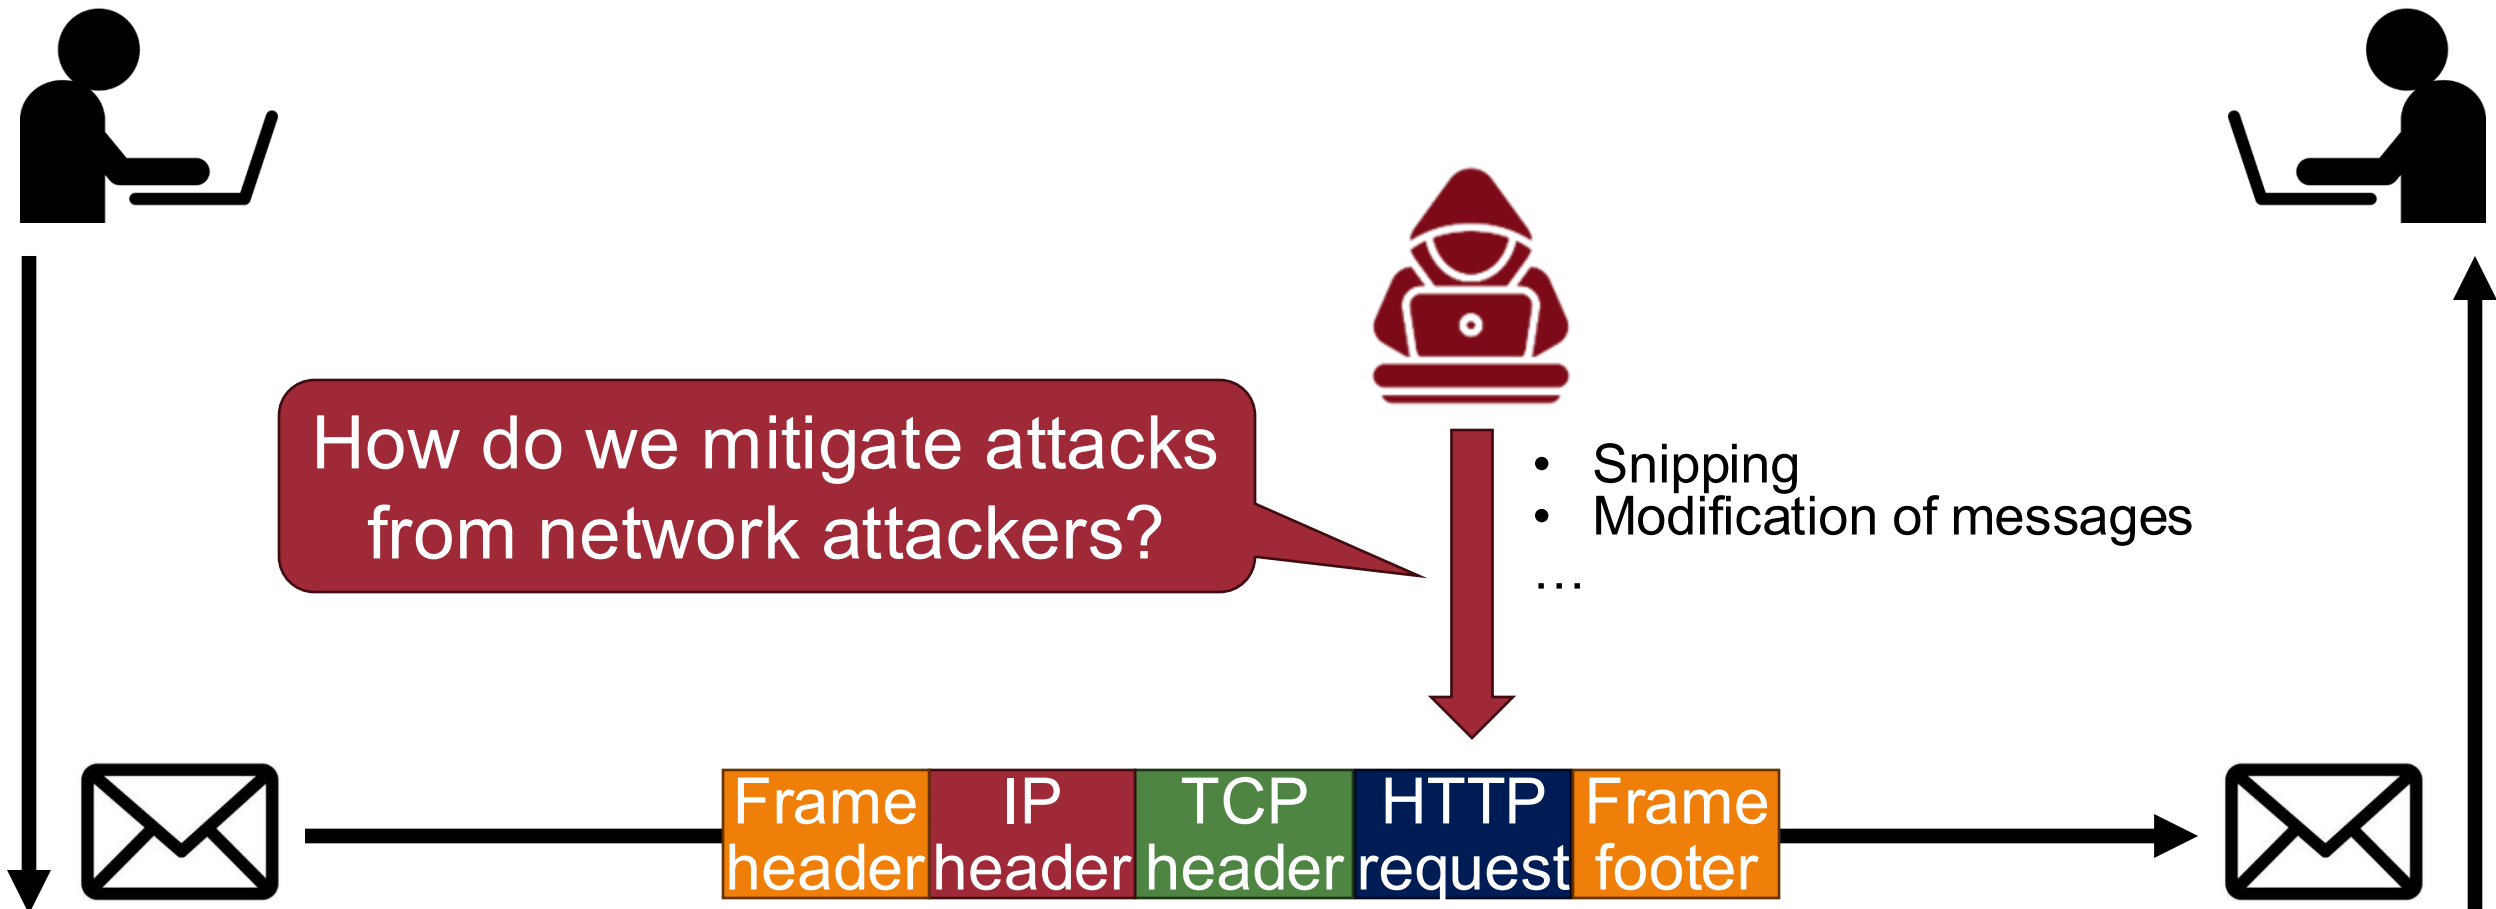 How do we mitigate attacks
from network attackers?
• Snipping
• Modification of messages
…
Frame
header
IP
header
TCP
header
HTTP
request
Frame
footer